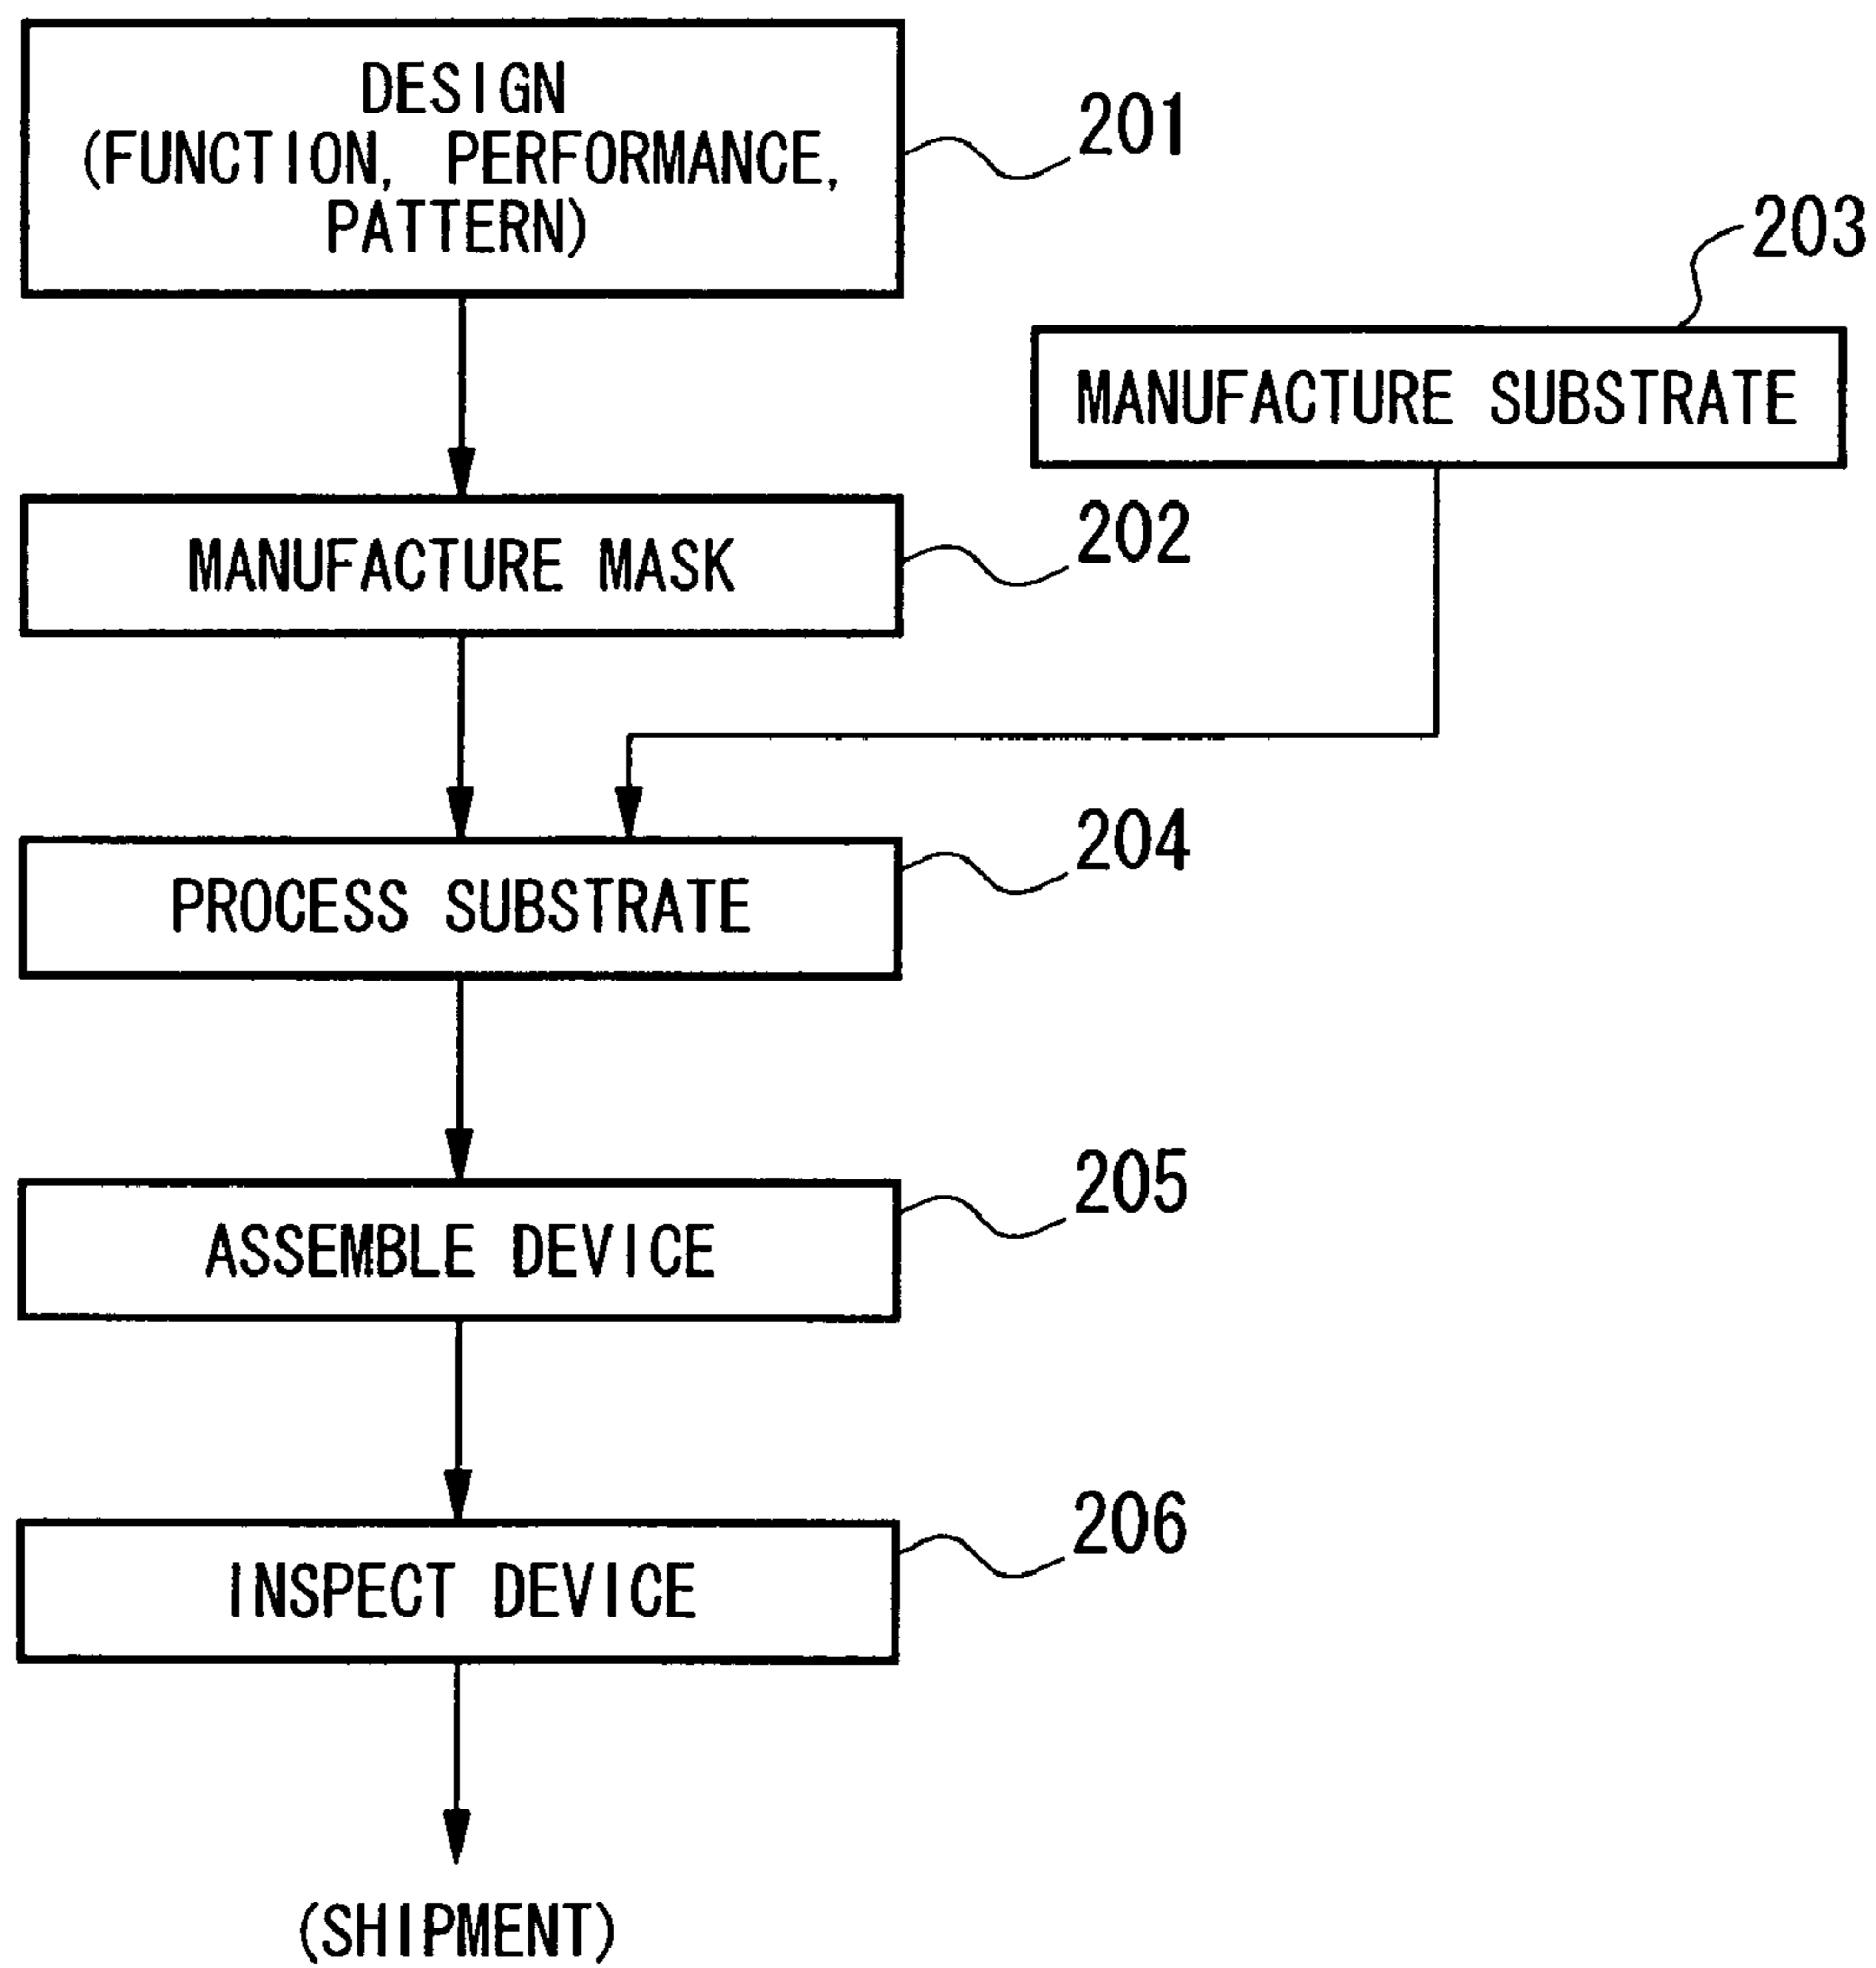 DESIGN
(FUNCTION, PERFORMANCE,
PATTERN)
201
203
MANUFACTURE SUBSTRATE
MANUFACTURE MASK
202
PROCESS SUBSTRATE
204
ASSEMBLE DEVICE
205
INSPECT DEVICE
206
(SHIPMENT)